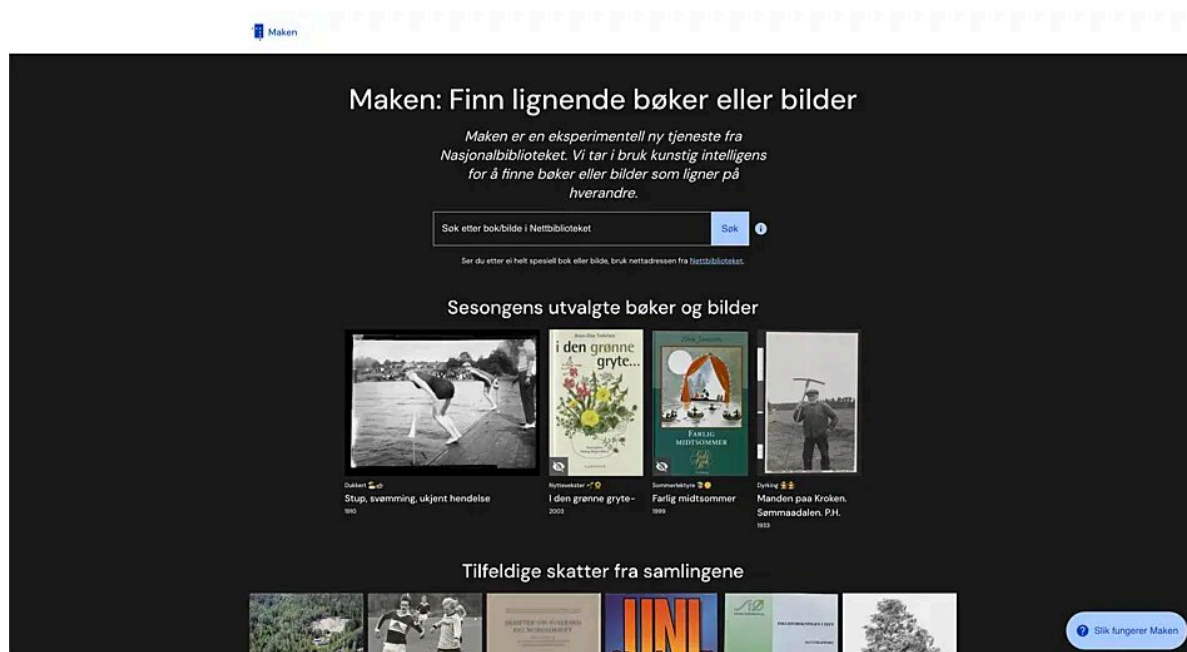 Maken
Maken: Finn lignende bøker eller bilder
Maken er en eksperimentell ny tjeneste fra
Nasjonalbiblioteket. Vi tar i bruk kunstig intelligens
for å finne bøker eller bilder som ligner på
hverandre.
Søk etter bok/bilde i Nettbiblioteket
Søk
Ser du etter ei helt spesiell bok eller bilde, bruk nettadressen fra Nettbiblioteket.
Sesongens utvalgte bøker og bilder
i den grønne
gryte...
FARLIG
MIDTSOMMER
Dukkert
Stup, svømming, ukjent hendelse
1910
Nyttevekster
I den grønne gryte-
2003
Sommerlektyre
Farlig midtsommer
1999
Dyrking
Manden paa Kroken.
Sømmaadalen. P.H.
1933
Tilfeldige skatter fra samlingene
Slik fungerer Maken